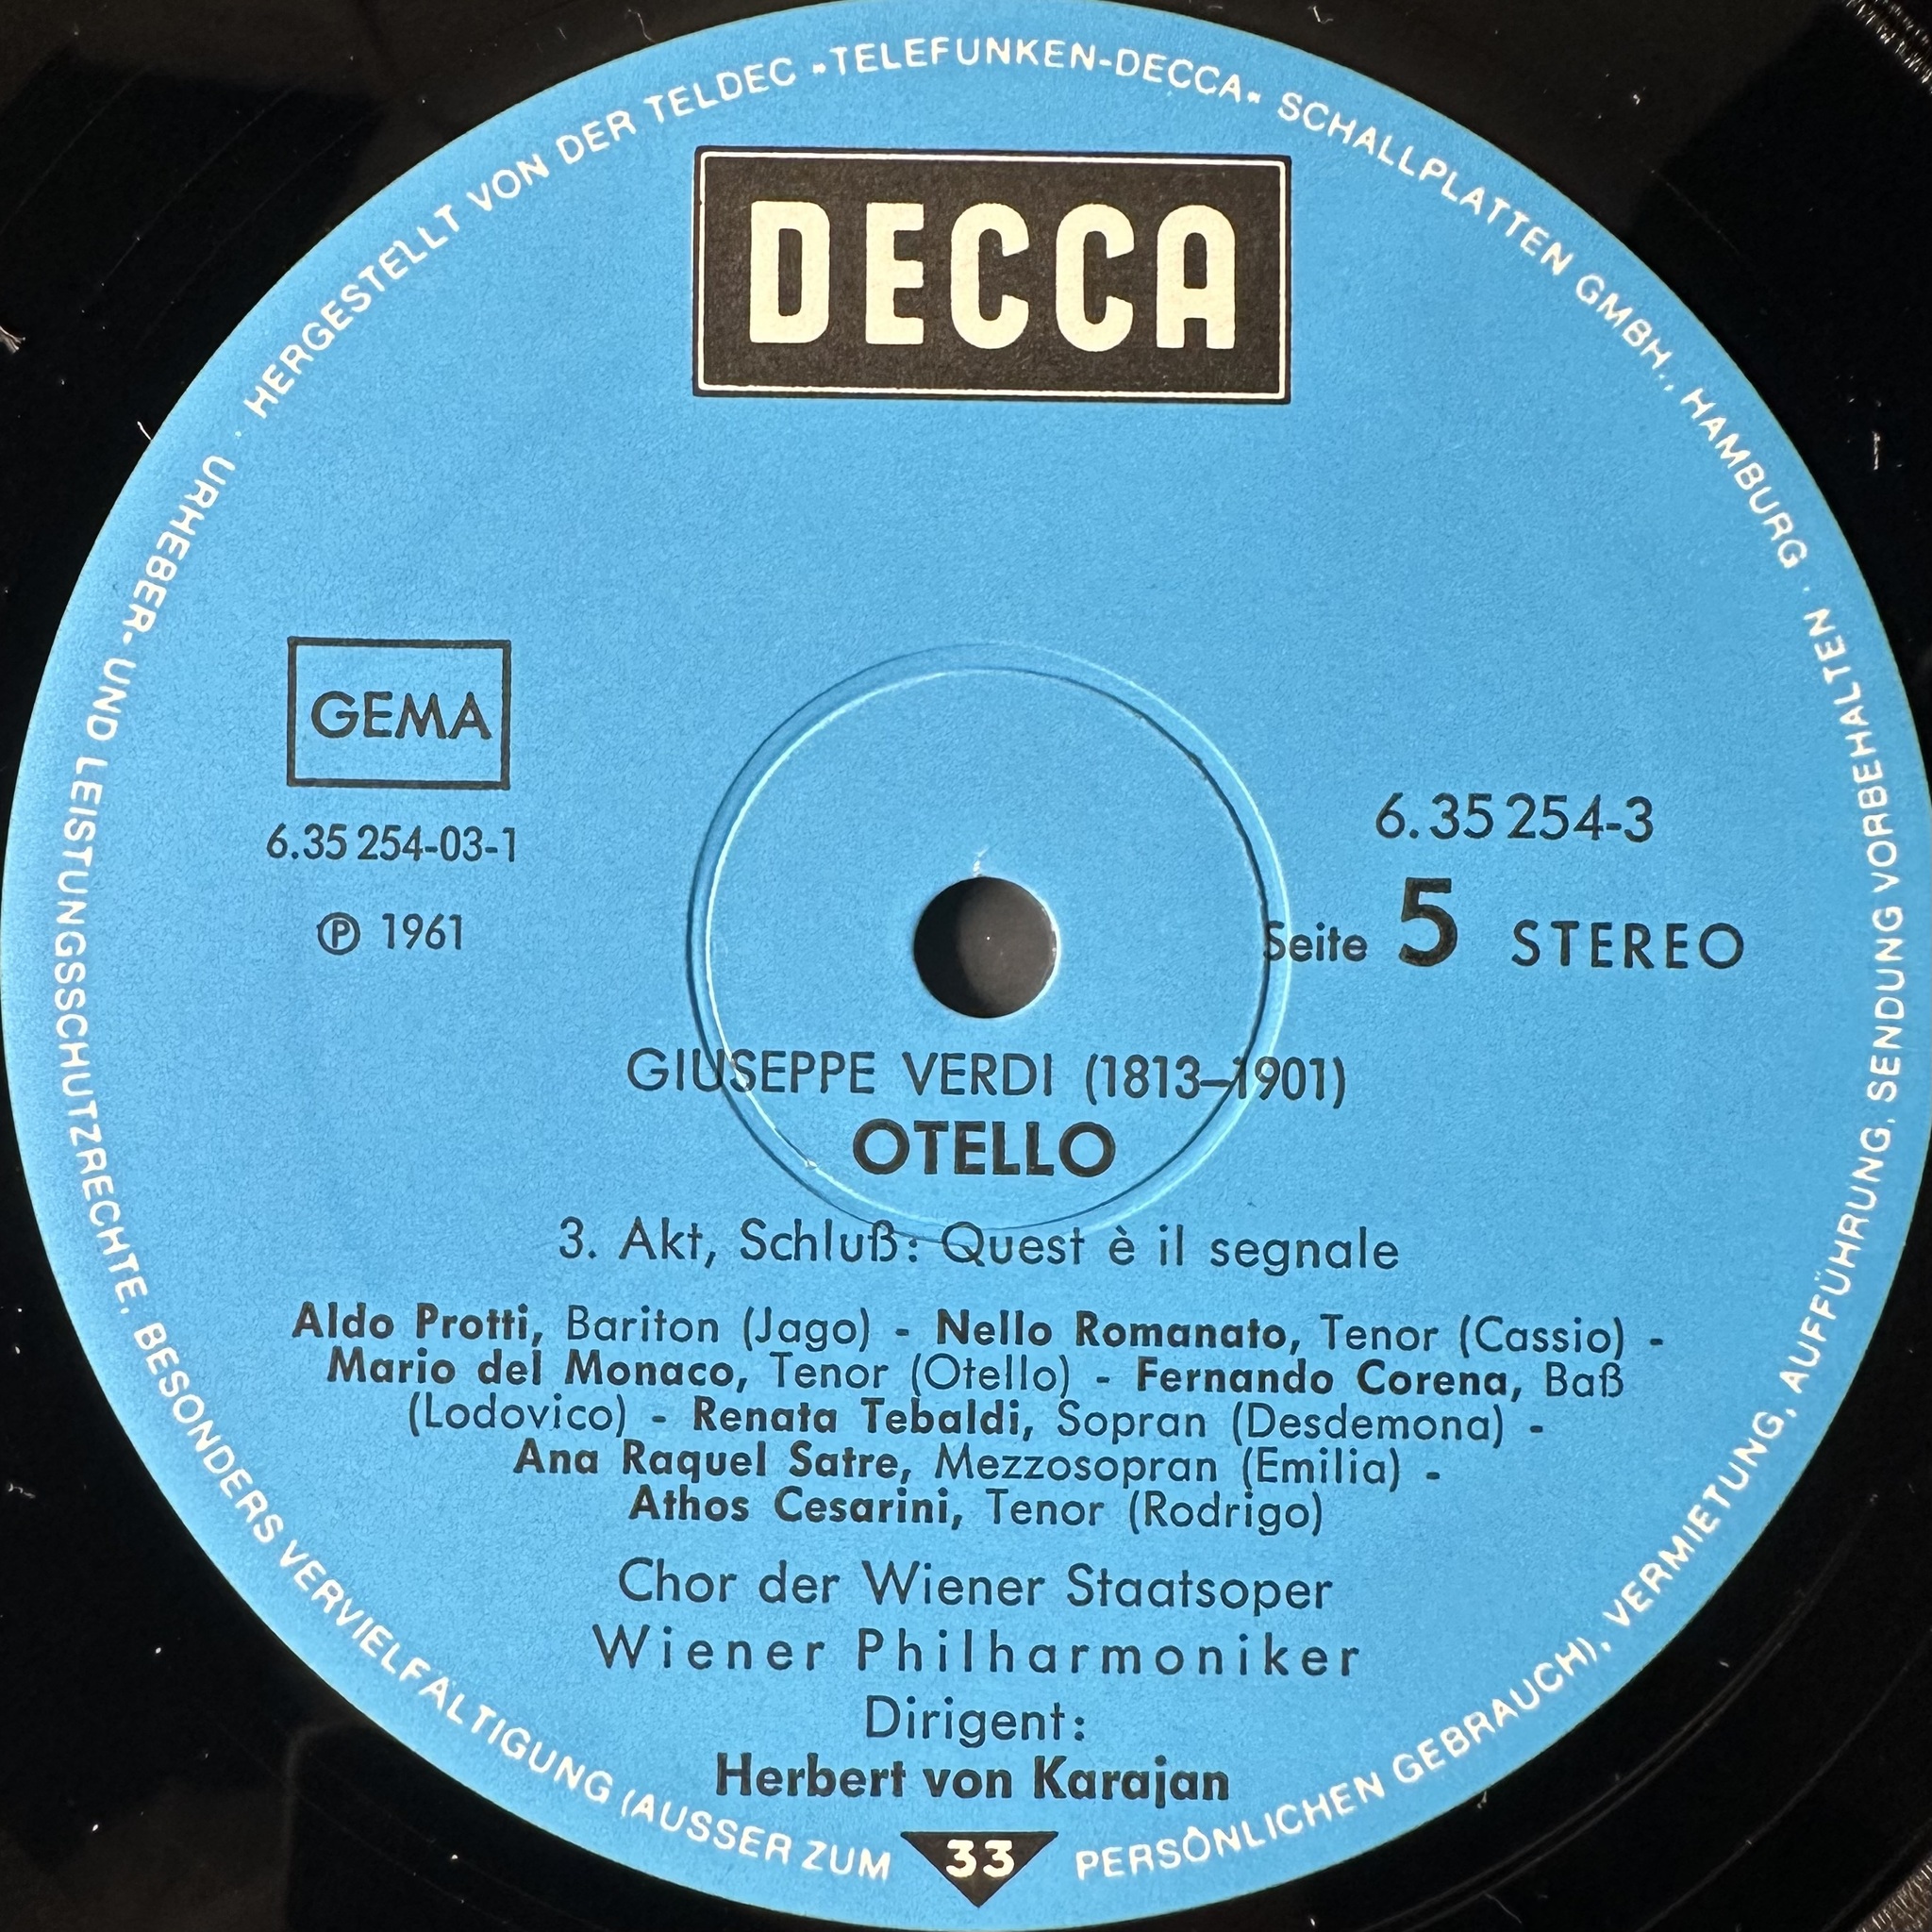 HERGESTELLT VON DER TELDEC »TELEFUNKEN-DECCA« SCHALLPLATTEN GMBH., HAMBURG · URHEBER- UND LEISTUNGSSCHUTZRECHTE, BESONDERS VERVIELFÄLTIGUNG (AUSSER ZUM PERSÖNLICHEN GEBRAUCH), VERMIETUNG, AUFFÜHRUNG, SENDUNG VORBEHALTEN ·
DECCA
GEMA
6.35 254-03-1
Ⓟ 1961
6.35 254-3
Seite 5 STEREO
GIUSEPPE VERDI (1813–1901)
OTELLO
3. Akt, Schluß: Quest è il segnale
Aldo Protti, Bariton (Jago) - Nello Romanato, Tenor (Cassio) -
Mario del Monaco, Tenor (Otello) - Fernando Corena, Baß
(Lodovico) - Renata Tebaldi, Sopran (Desdemona) -
Ana Raquel Satre, Mezzosopran (Emilia) -
Athos Cesarini, Tenor (Rodrigo)
Chor der Wiener Staatsoper
Wiener Philharmoniker
Dirigent:
Herbert von Karajan
33